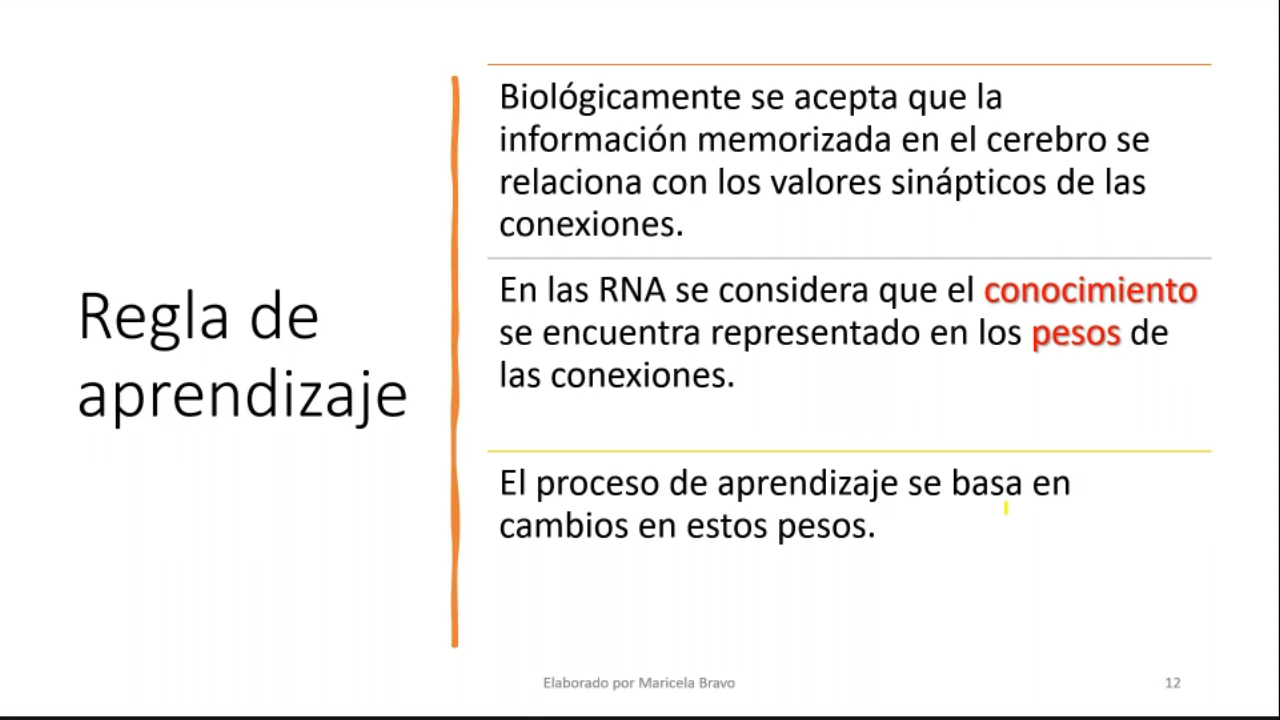 Regla de
aprendizaje
Biológicamente se acepta que la
información memorizada en el cerebro se
relaciona con los valores sinápticos de las
conexiones.
En las RNA se considera que el conocimiento
se encuentra representado en los pesos de
las conexiones.
El proceso de aprendizaje se basa en
cambios en estos pesos.
Elaborado por Maricela Bravo
12